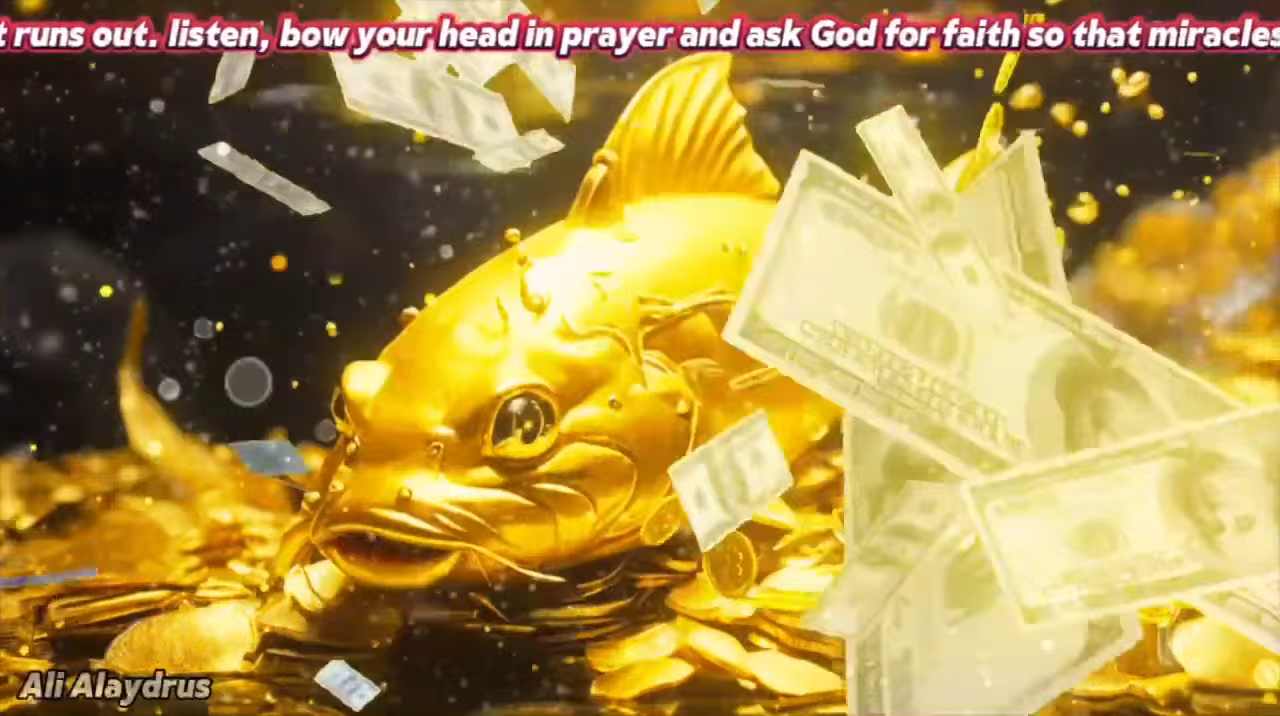 t runs out. listen, bow your head in prayer and ask God for faith so that miracles
Ali Alaydrus